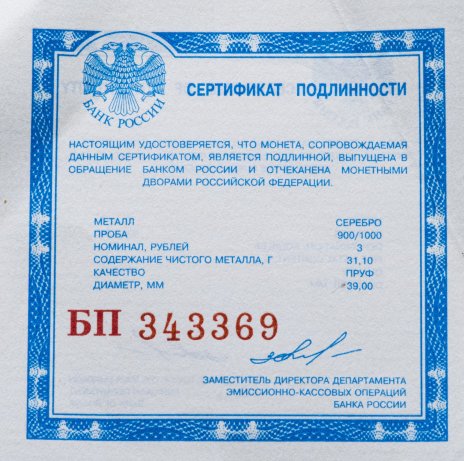 БАНК РОССИИ
СЕРТИФИКАТ ПОДЛИННОСТИ
НАСТОЯЩИМ УДОСТОВЕРЯЕТСЯ, ЧТО МОНЕТА, СОПРОВОЖДАЕМАЯ
ДАННЫМ СЕРТИФИКАТОМ, ЯВЛЯЕТСЯ ПОДЛИННОЙ, ВЫПУЩЕНА В
ОБРАЩЕНИЕ БАНКОМ РОССИИ И ОТЧЕКАНЕНА МОНЕТНЫМИ
ДВОРАМИ РОССИЙСКОЙ ФЕДЕРАЦИИ.
МЕТАЛЛ СЕРЕБРО
ПРОБА 900/1000
НОМИНАЛ, РУБЛЕЙ 3
СОДЕРЖАНИЕ ЧИСТОГО МЕТАЛЛА, Г 31,10
КАЧЕСТВО ПРУФ
ДИАМЕТР, ММ 39,00
БП 343369
ЗАМЕСТИТЕЛЬ ДИРЕКТОРА ДЕПАРТАМЕНТА
ЭМИССИОННО-КАССОВЫХ ОПЕРАЦИЙ
БАНКА РОССИИ